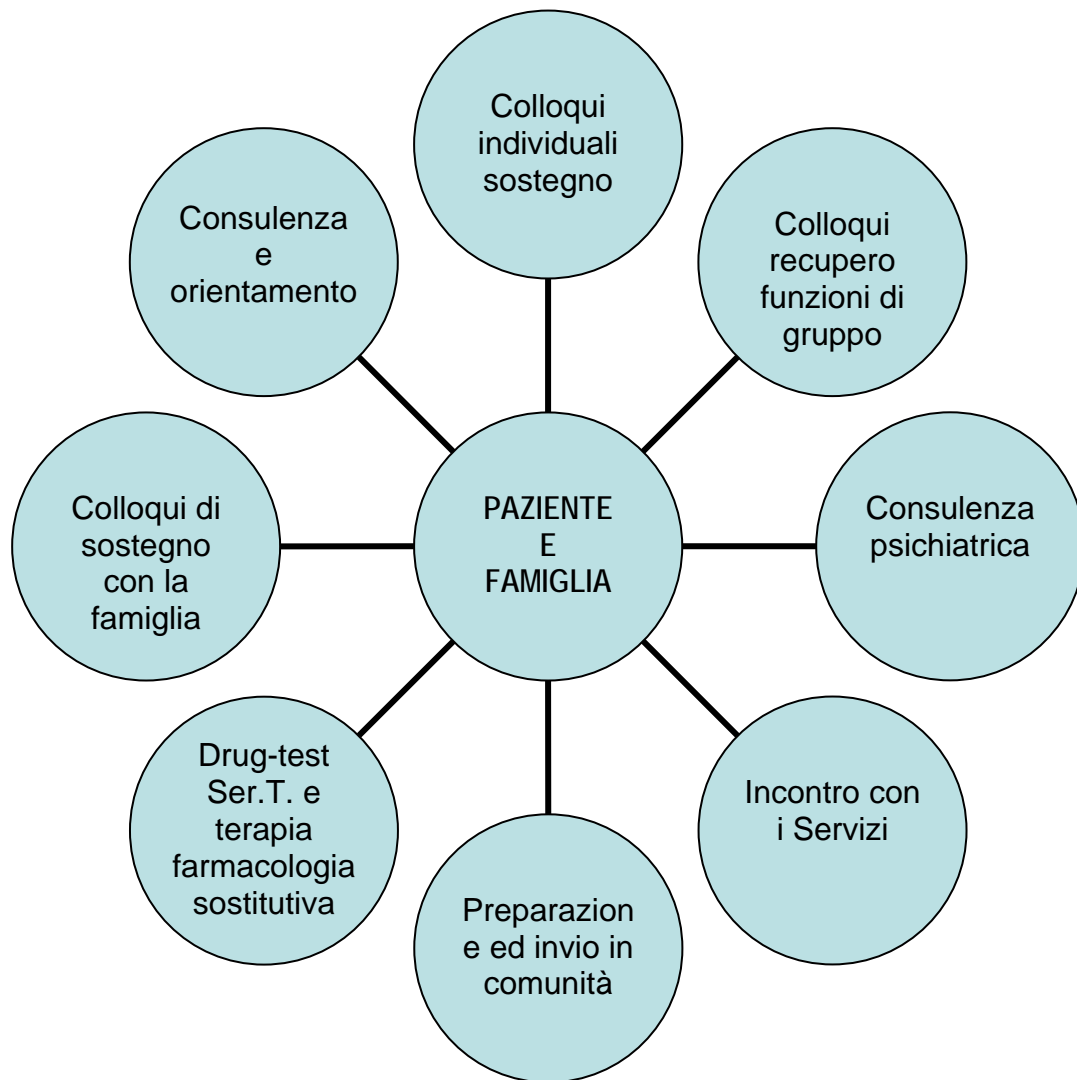 Colloqui
individuali
sostegno
Consulenza
e
orientamento
Colloqui
recupero
funzioni di
gruppo
Colloqui di
sostegno
con la
famiglia
PAZIENTE
E
FAMIGLIA
Consulenza
psichiatrica
Drug-test
Ser.T. e
terapia
farmacologia
sostitutiva
Incontro con
i Servizi
Preparazion
e ed invio in
comunità